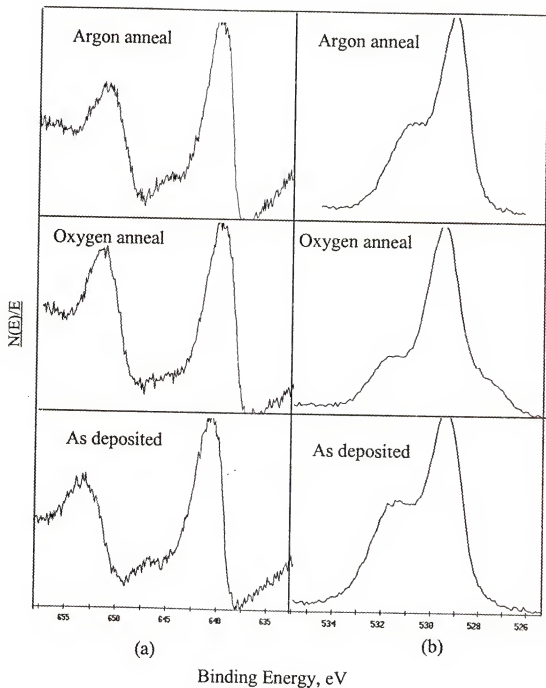 Argon anneal
Argon anneal
Oxygen anneal
Oxygen anneal
N(E)/E
As deposited
As deposited
655 650 645 640 635
534 532 530 528 526
(a) (b)
Binding Energy, eV